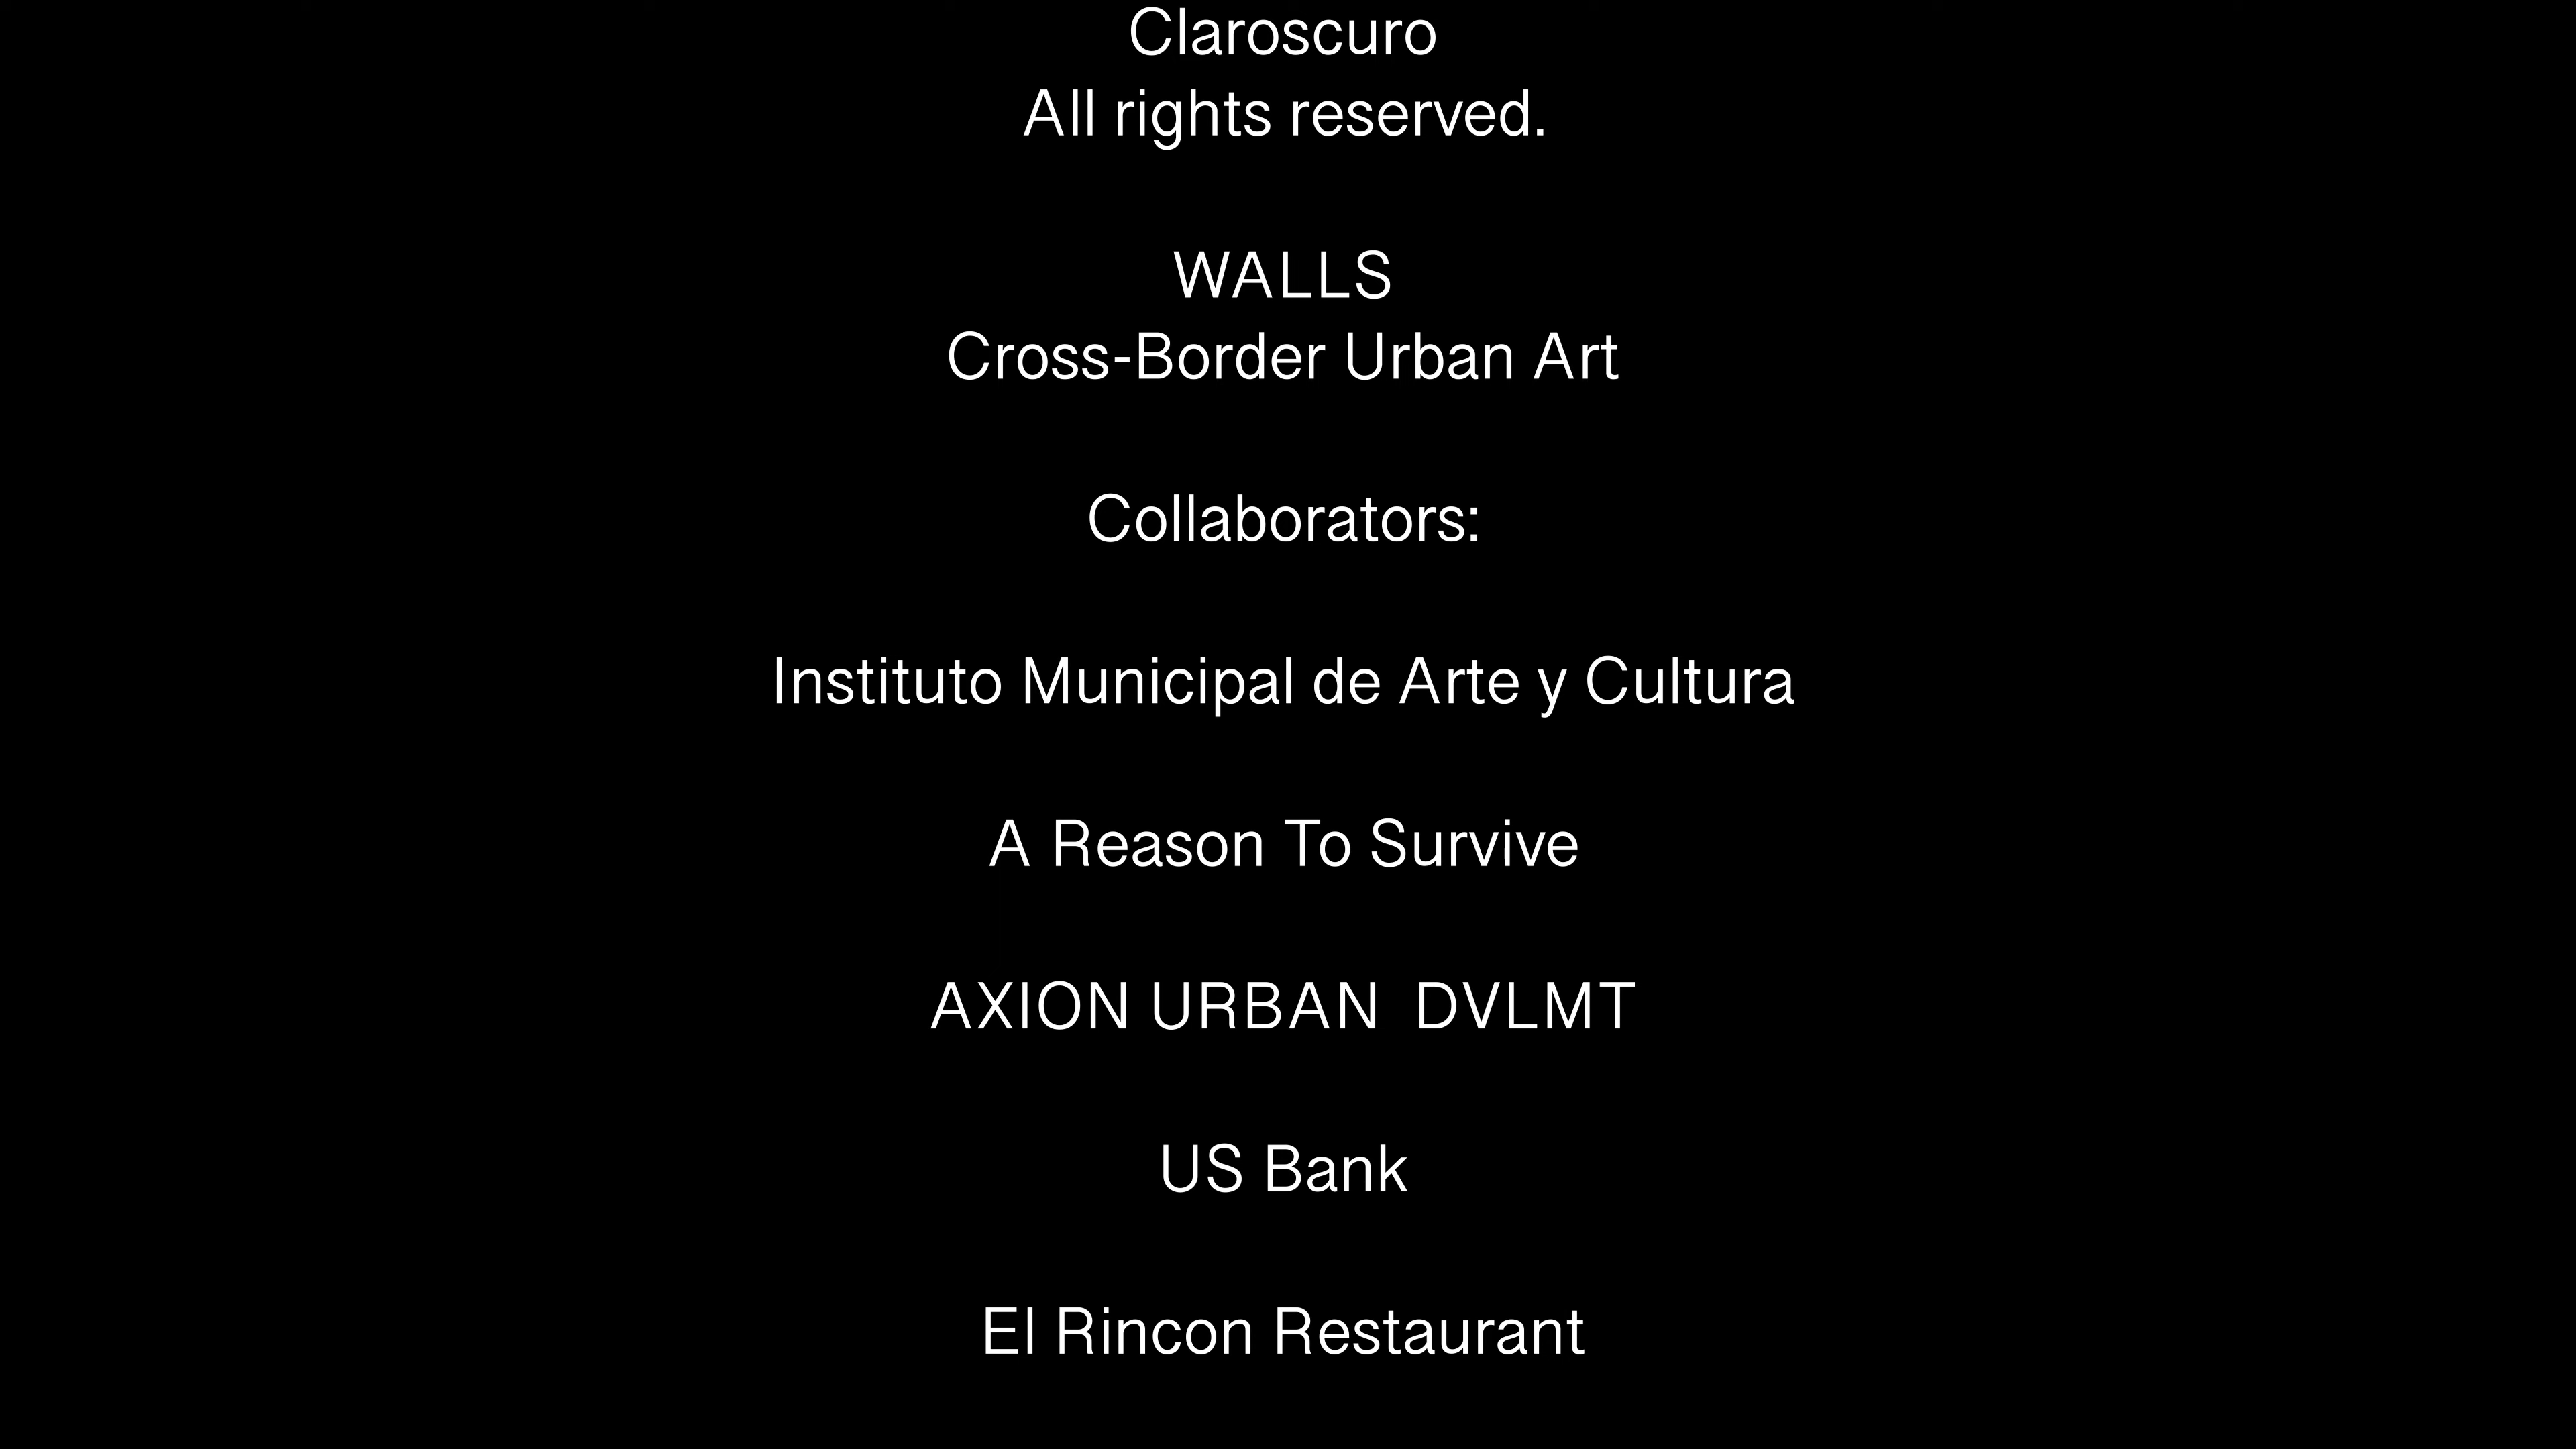 Claroscuro
All rights reserved.
WALLS
Cross-Border Urban Art
Collaborators:
Instituto Municipal de Arte y Cultura
A Reason To Survive
AXION URBAN  DVLMT
US Bank
El Rincon Restaurant